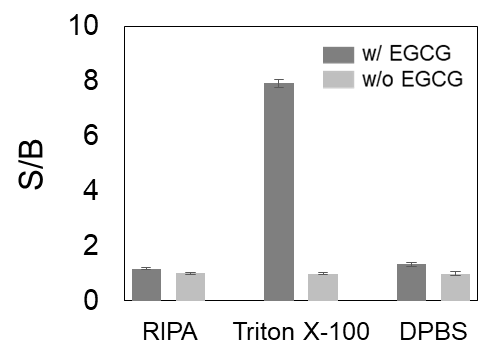 10
8
6
4
2
0
S/B
w/ EGCG
w/o EGCG
RIPA Triton X-100 DPBS